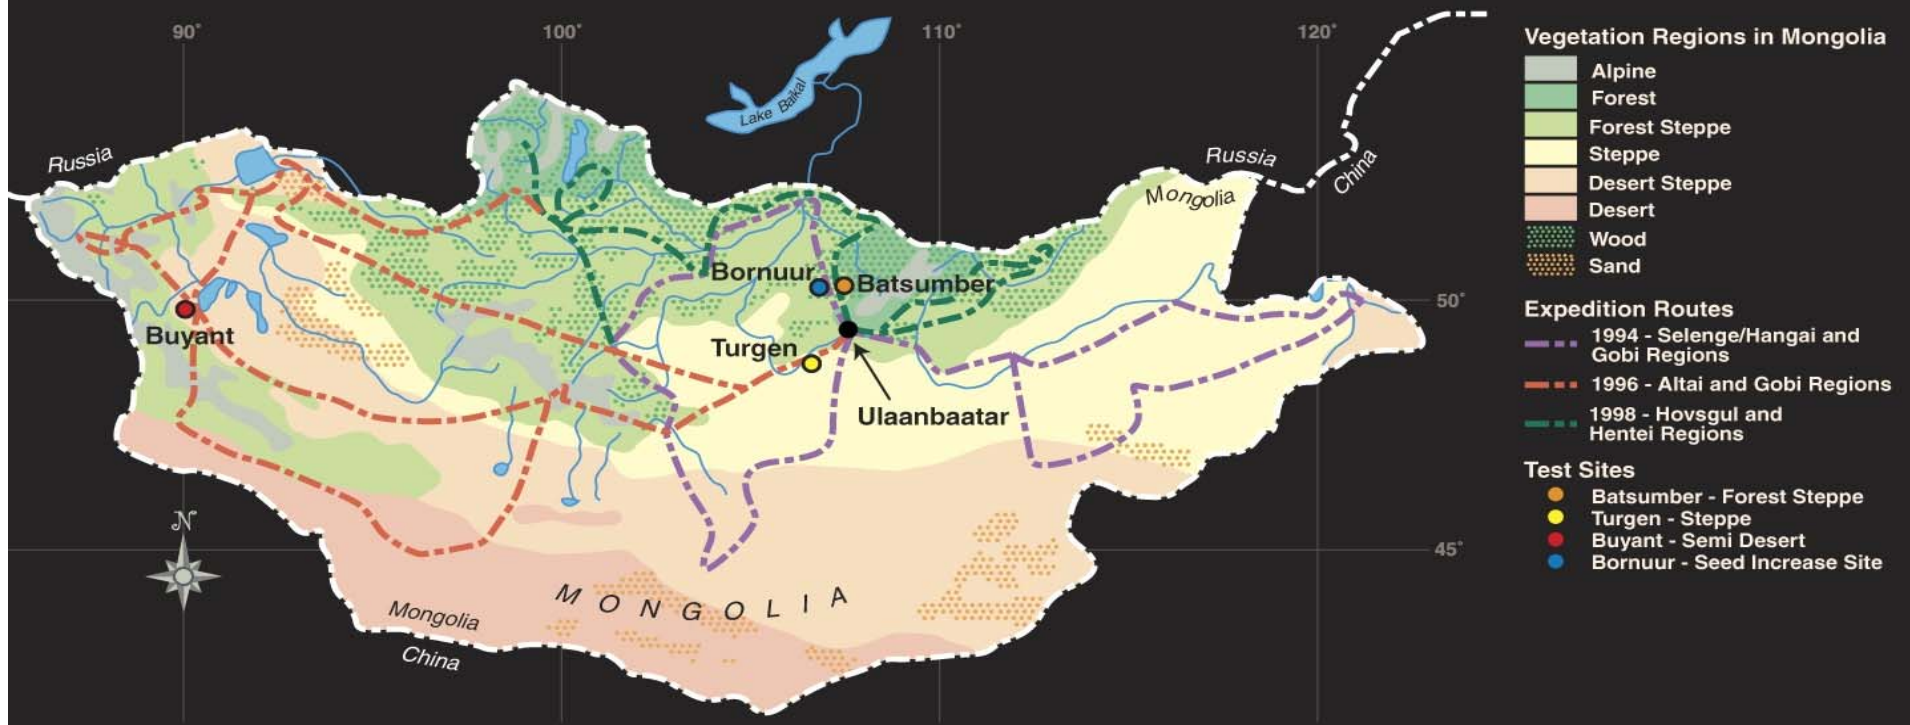 90°
100°
110°
120°
Lake Baikal
Russia
Russia
China
Mongolia
Bornuur
Batsumber
50°
Buyant
Turgen
Ulaanbaatar
N
45°
MONGOLIA
Mongolia
China
Vegetation Regions in Mongolia
Alpine
Forest
Forest Steppe
Steppe
Desert Steppe
Desert
Wood
Sand
Expedition Routes
1994 - Selenge/Hangai and
Gobi Regions
1996 - Altai and Gobi Regions
1998 - Hovsgul and
Hentei Regions
Test Sites
Batsumber - Forest Steppe
Turgen - Steppe
Buyant - Semi Desert
Bornuur - Seed Increase Site